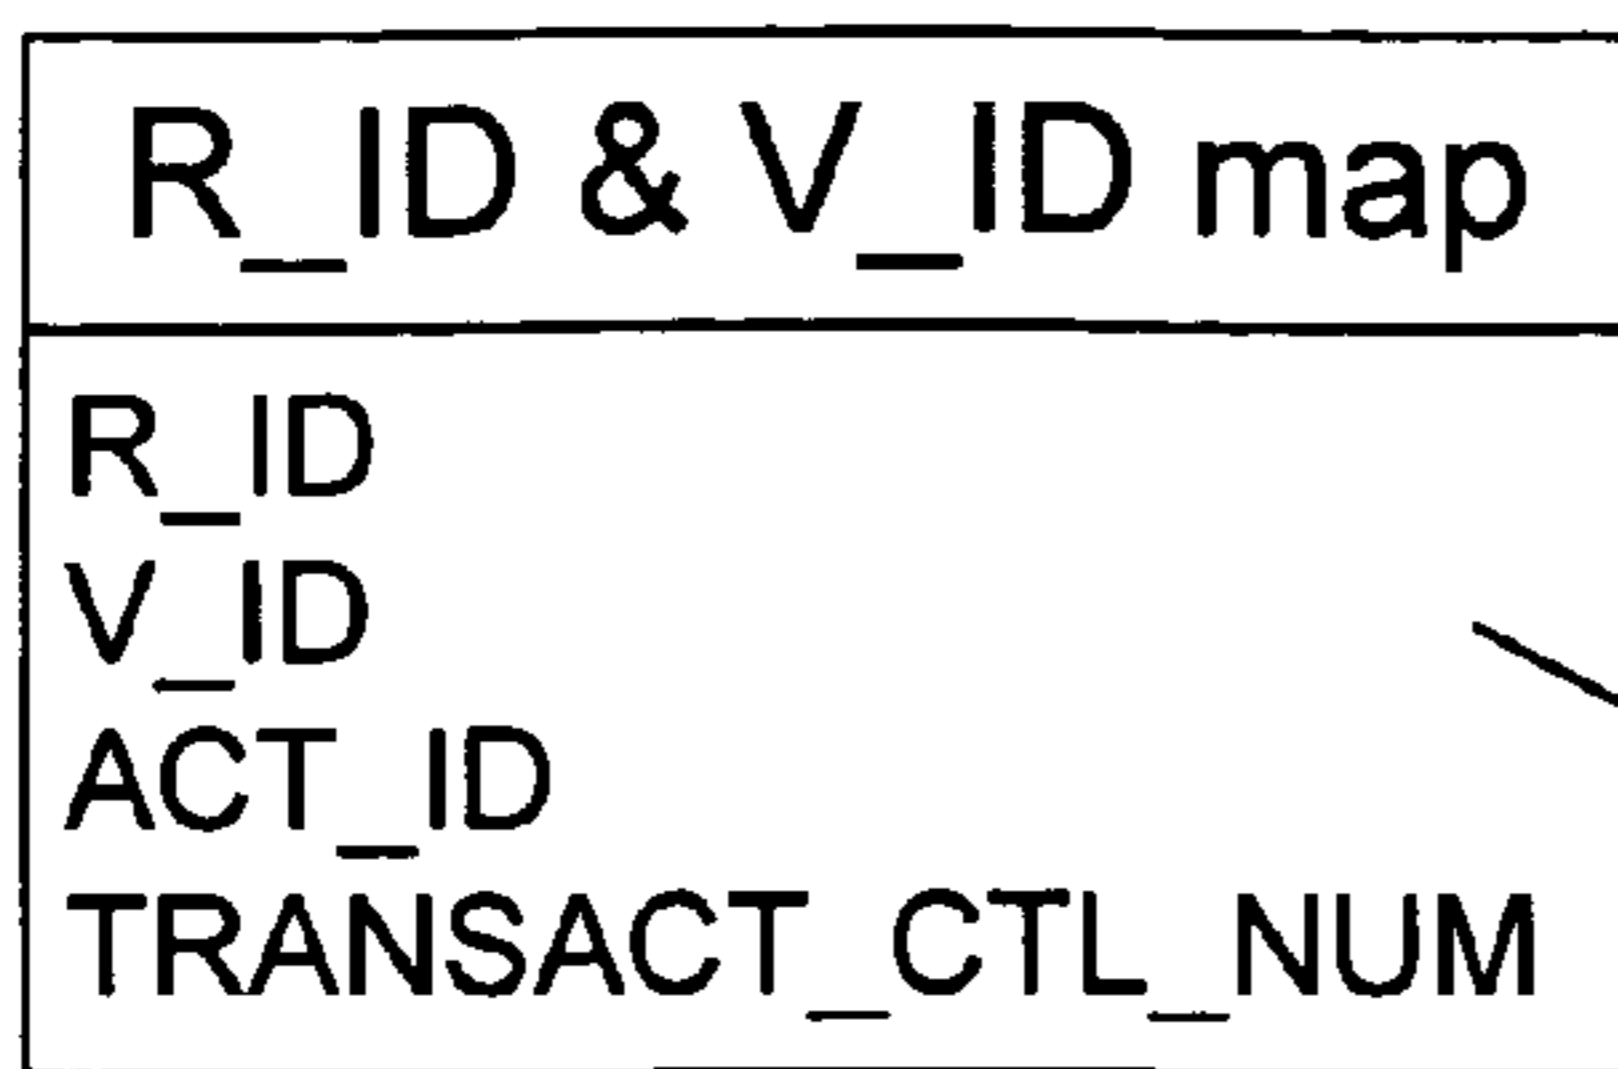 R_ID & V_ID map
R_ID
V_ID
ACT_ID
TRANSACT_CTL_NUM